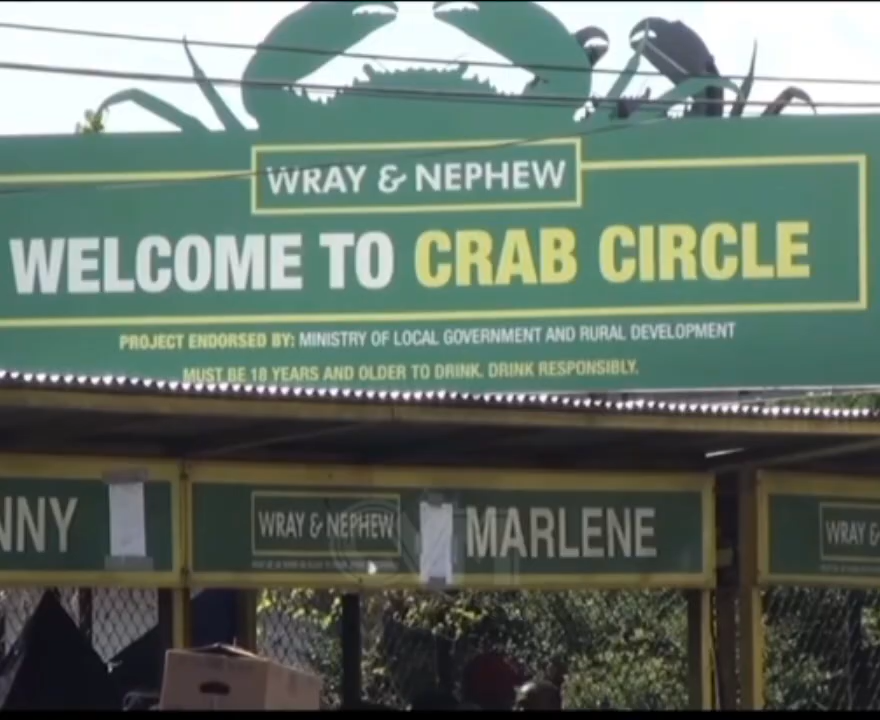 WRAY & NEPHEW
WELCOME TO CRAB CIRCLE
PROJECT ENDORSED BY: MINISTRY OF LOCAL GOVERNMENT AND RURAL DEVELOPMENT
MUST BE 18 YEARS AND OLDER TO DRINK. DRINK RESPONSIBLY.
NNY
WRAY & NEPHEW
MARLENE
WRAY &